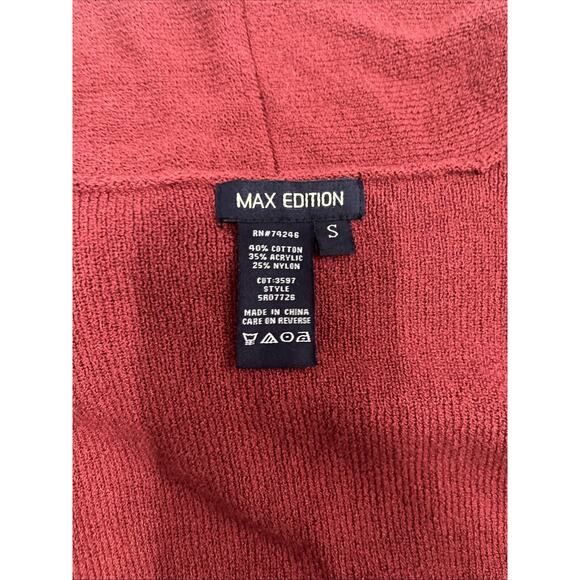 MAX EDITION
S
RN#74246
40% COTTON
35% ACRYLIC
25% NYLON
CUT:3597
STYLE
SR07726
MADE IN CHINA
CARE ON REVERSE